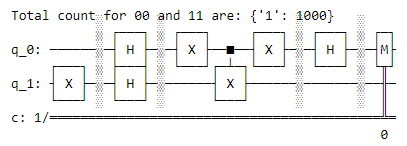 Total count for 00 and 11 are: {'1': 1000}
q_0: H X X H M
q_1: X H X
c: 1/
0